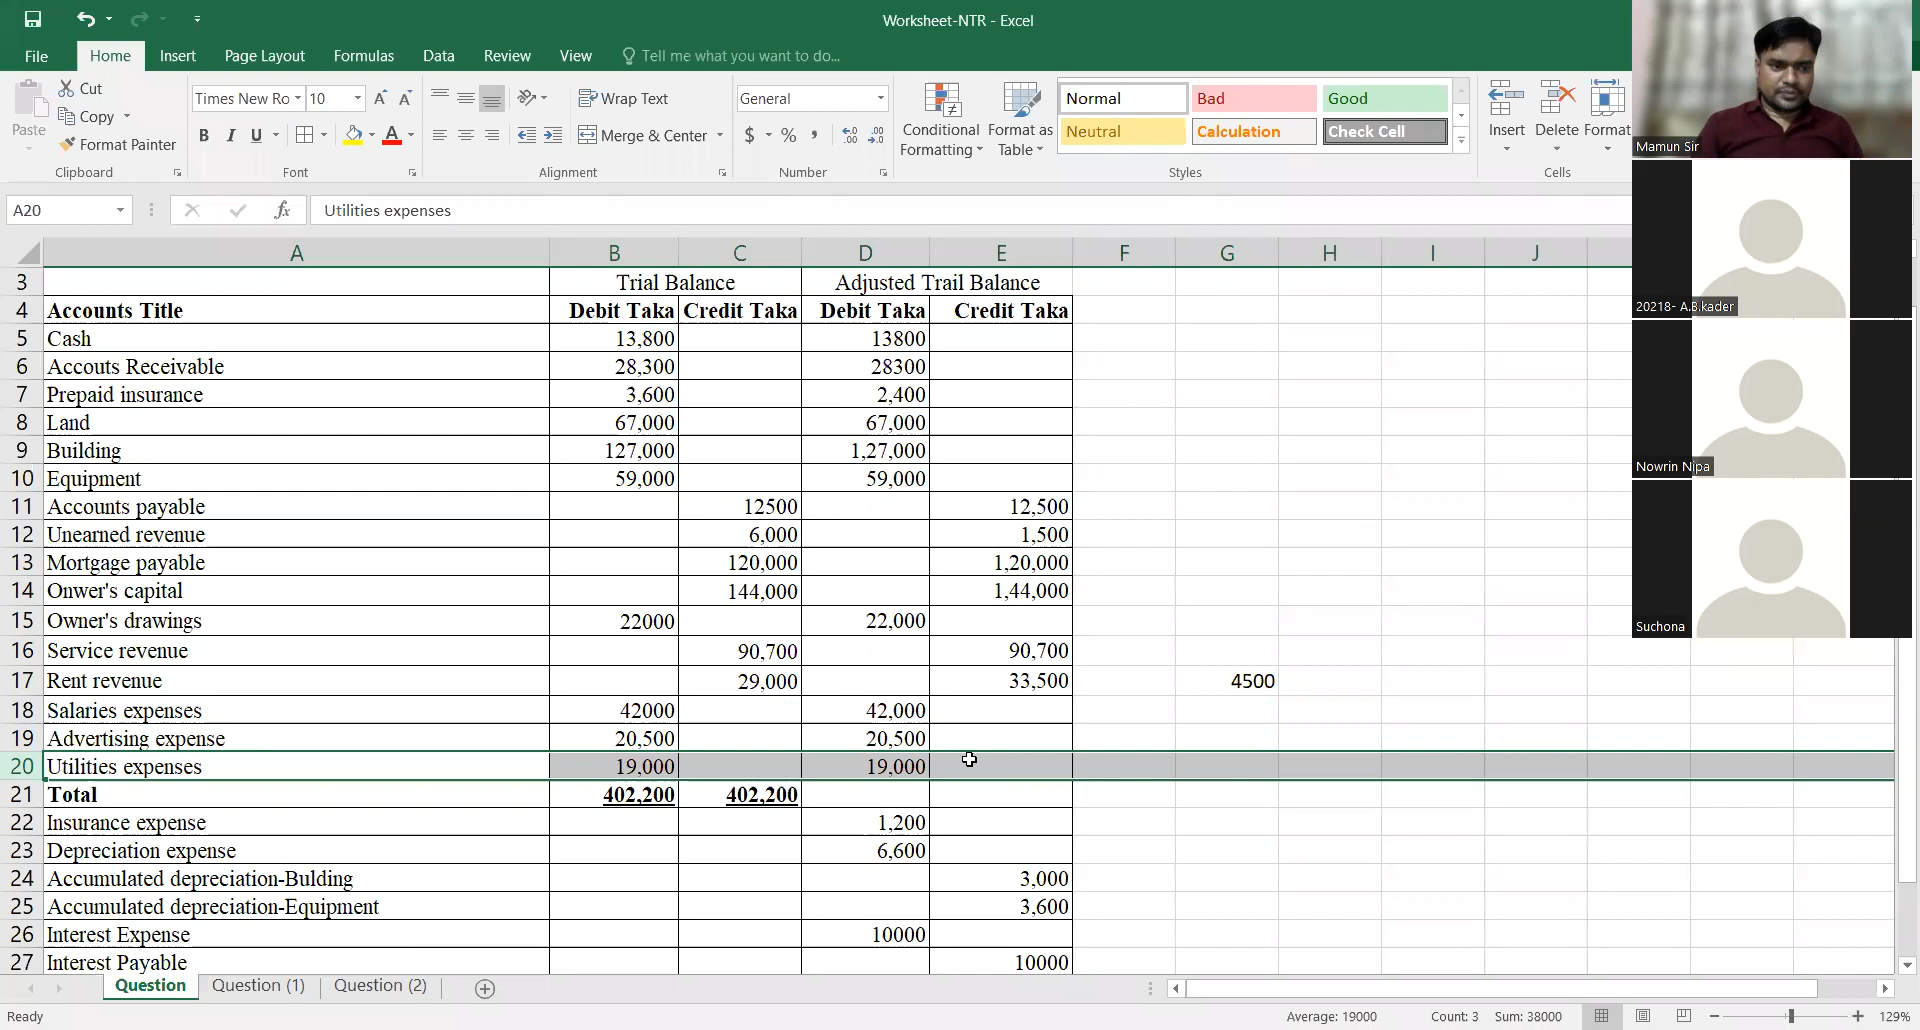 Worksheet-NTR - Excel
File Home Insert Page Layout Formulas Data Review View Tell me what you want to do...
Paste
Cut
Copy
Format Painter
Clipboard
Times New Ro 10
B I U
Font
Wrap Text
Merge & Center
Alignment
General
$ % ,
Number
Conditional Formatting
Format as Table
Normal Bad Good
Neutral Calculation Check Cell
Styles
Insert Delete Format
Cells
Mamun Sir
20218- A.B.kader
Nowrin Nipa
Suchona
A20 fx Utilities expenses
A B C D E F G H I J
3 Trial Balance Adjusted Trail Balance
4 Accounts Title Debit Taka Credit Taka Debit Taka Credit Taka
5 Cash 13,800 13800
6 Accouts Receivable 28,300 28300
7 Prepaid insurance 3,600 2,400
8 Land 67,000 67,000
9 Building 127,000 1,27,000
10 Equipment 59,000 59,000
11 Accounts payable 12500 12,500
12 Unearned revenue 6,000 1,500
13 Mortgage payable 120,000 1,20,000
14 Onwer's capital 144,000 1,44,000
15 Owner's drawings 22000 22,000
16 Service revenue 90,700 90,700
17 Rent revenue 29,000 33,500 4500
18 Salaries expenses 42000 42,000
19 Advertising expense 20,500 20,500
20 Utilities expenses 19,000 19,000
21 Total 402,200 402,200
22 Insurance expense 1,200
23 Depreciation expense 6,600
24 Accumulated depreciation-Bulding 3,000
25 Accumulated depreciation-Equipment 3,600
26 Interest Expense 10000
27 Interest Payable 10000
Question Question (1) Question (2)
Ready Average: 19000 Count: 3 Sum: 38000 129%